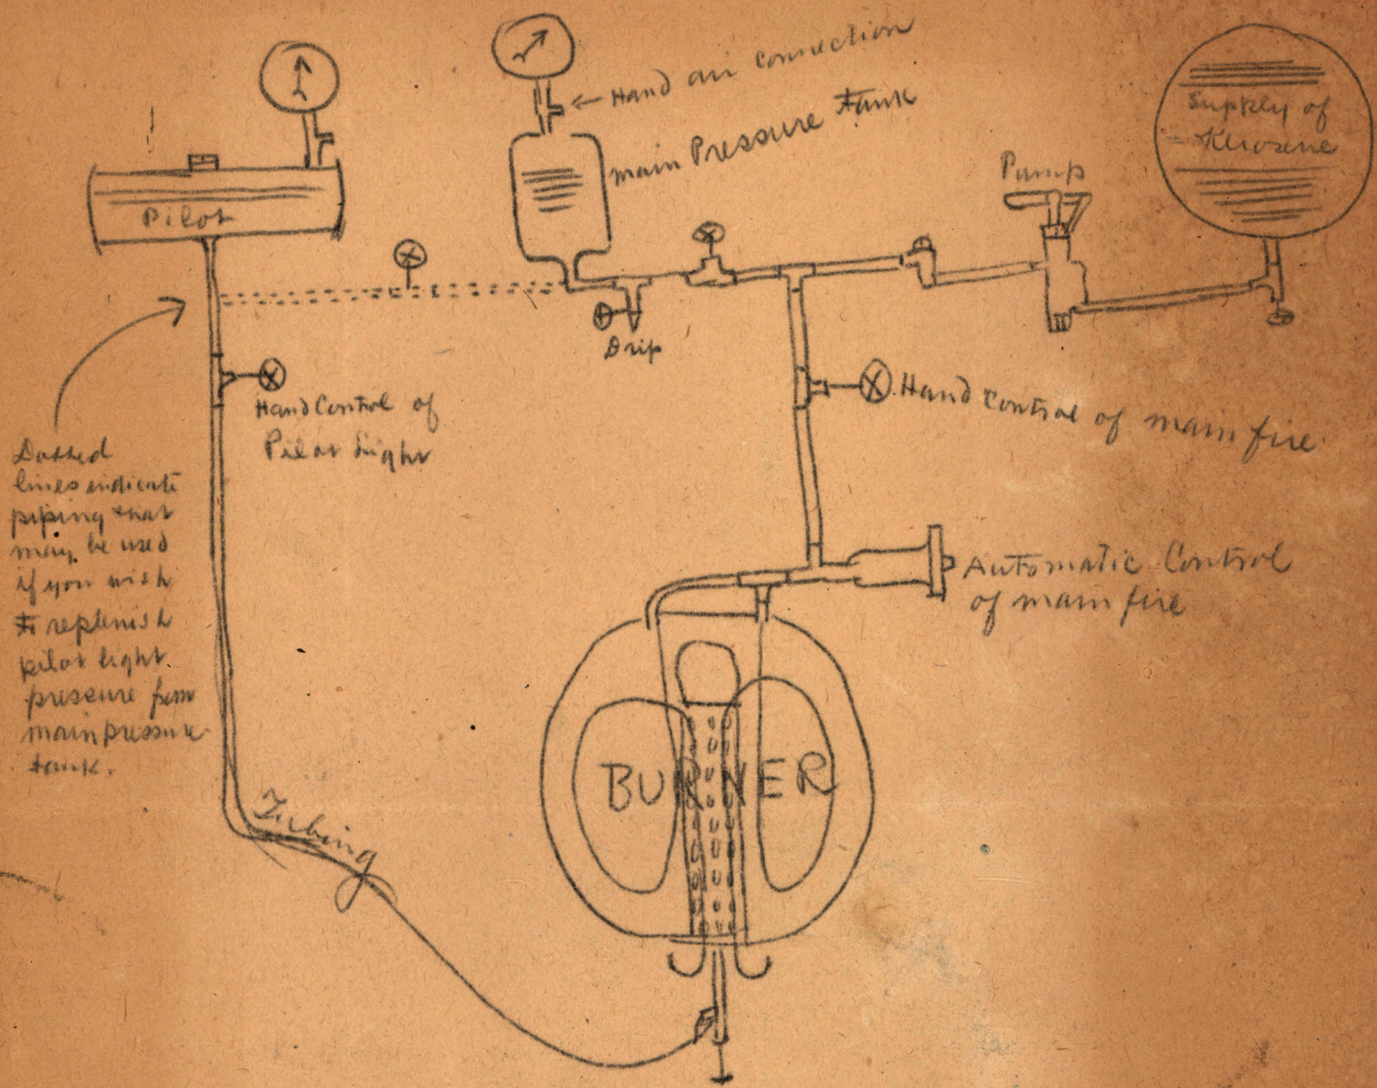 Hand air connection
main Pressure Tank
Supply of
Kerosene
Pump
Pilot
Drip
Hand Control of
Pilot Light
Hand control of main fire.
Dotted
lines indicate
piping that
may be used
if you wish
to replenish
pilot light
pressure from
main pressure
tank.
Automatic Control
of main fire
BURNER
Tubing